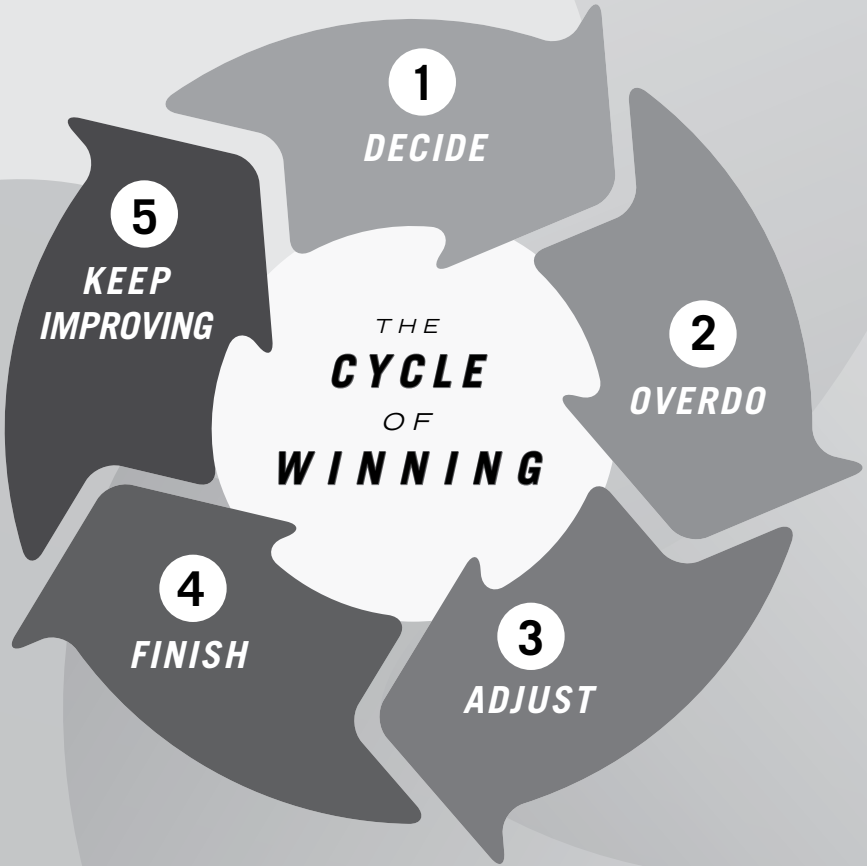 THE
CYCLE
OF
WINNING
1
DECIDE
2
OVERDO
3
ADJUST
4
FINISH
5
KEEP
IMPROVING